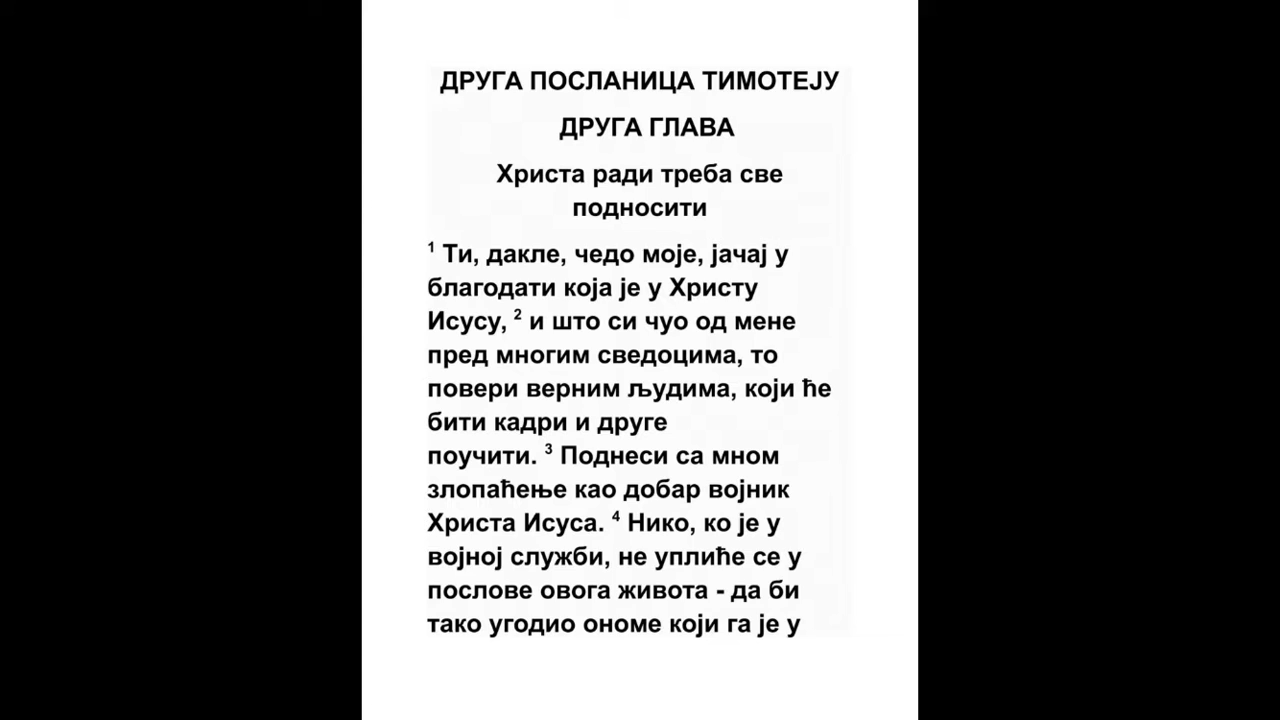 ДРУГА ПОСЛАНИЦА ТИМОТЕЈУ
ДРУГА ГЛАВА
Христа ради треба све
подносити
¹ Ти, дакле, чедо моје, јачај у
благодати која је у Христу
Исусу, ² и што си чуо од мене
пред многим сведоцима, то
повери верним људима, који ће
бити кадри и друге
поучити. ³ Поднеси са мном
злопаћење као добар војник
Христа Исуса. ⁴ Нико, ко је у
војној служби, не уплиће се у
послове овога живота - да би
тако угодио ономе који га је у